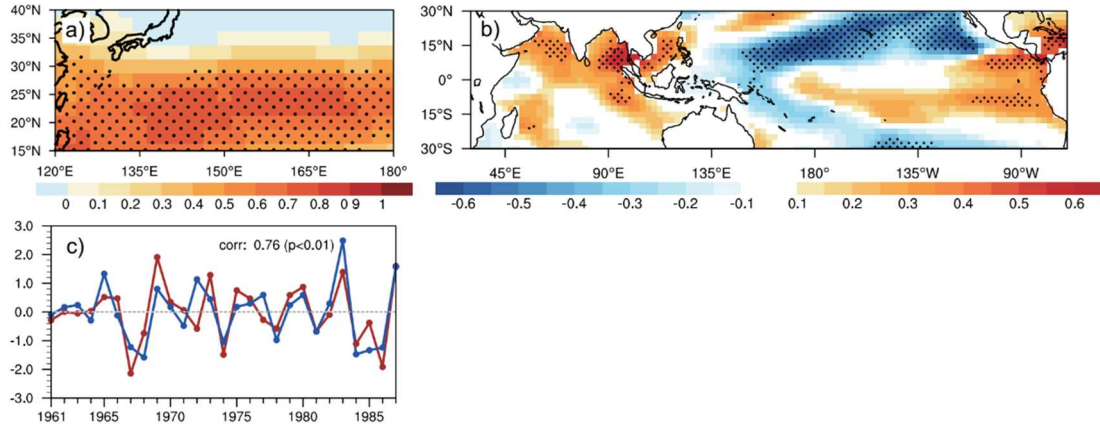 a)
40°N
35°N
30°N
25°N
20°N
15°N
120°E 135°E 150°E 165°E 180°
0 0.1 0.2 0.3 0.4 0.5 0.6 0.7 0.8 0 9 1
b)
30°N
15°N
0°
15°S
30°S
45°E 90°E 135°E 180° 135°W 90°W
-0.6 -0.5 -0.4 -0.3 -0.2 -0.1 0.1 0.2 0.3 0.4 0.5 0.6
c)
corr: 0.76 (p<0.01)
3.0
2.0
1.0
0.0
-1.0
-2.0
-3.0
1961 1965 1970 1975 1980 1985